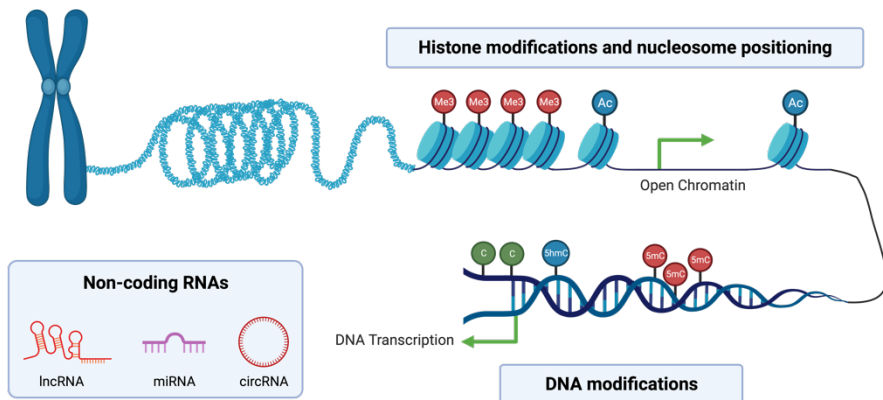 Histone modifications and nucleosome positioning
Me3 Me3 Me3 Me3 Ac Ac
Open Chromatin
C C 5hmC 5mC 5mC 5mC
DNA Transcription
DNA modifications
Non-coding RNAs
lncRNA miRNA circRNA